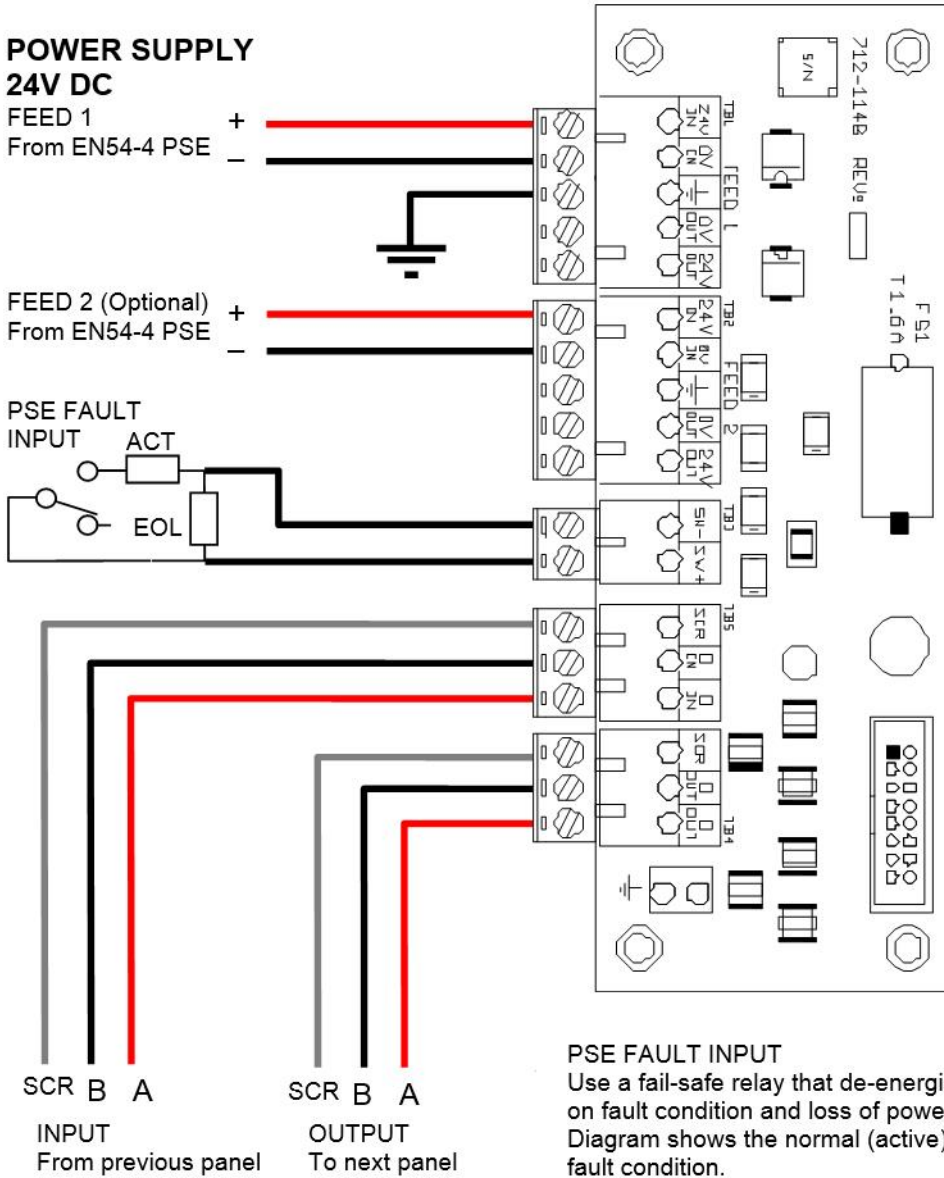 POWER SUPPLY
24V DC
FEED 1
From EN54-4 PSE
+
–
FEED 2 (Optional)
From EN54-4 PSE
+
–
PSE FAULT
INPUT
ACT
EOL
SCR B A
INPUT
From previous panel
SCR B A
OUTPUT
To next panel
S/N
712-114B REV:
TB1
24V IN
0V IN
FEED 1
0V OUT
24V OUT
TB2
24V IN
0V IN
FEED 2
0V OUT
24V OUT
TB3
SW-
SW+
TB5
SCR
IN
IN
SCR
OUT
OUT
TB4
FS1
T1.6A
PSE FAULT INPUT
Use a fail-safe relay that de-energi
on fault condition and loss of powe
Diagram shows the normal (active)
fault condition.